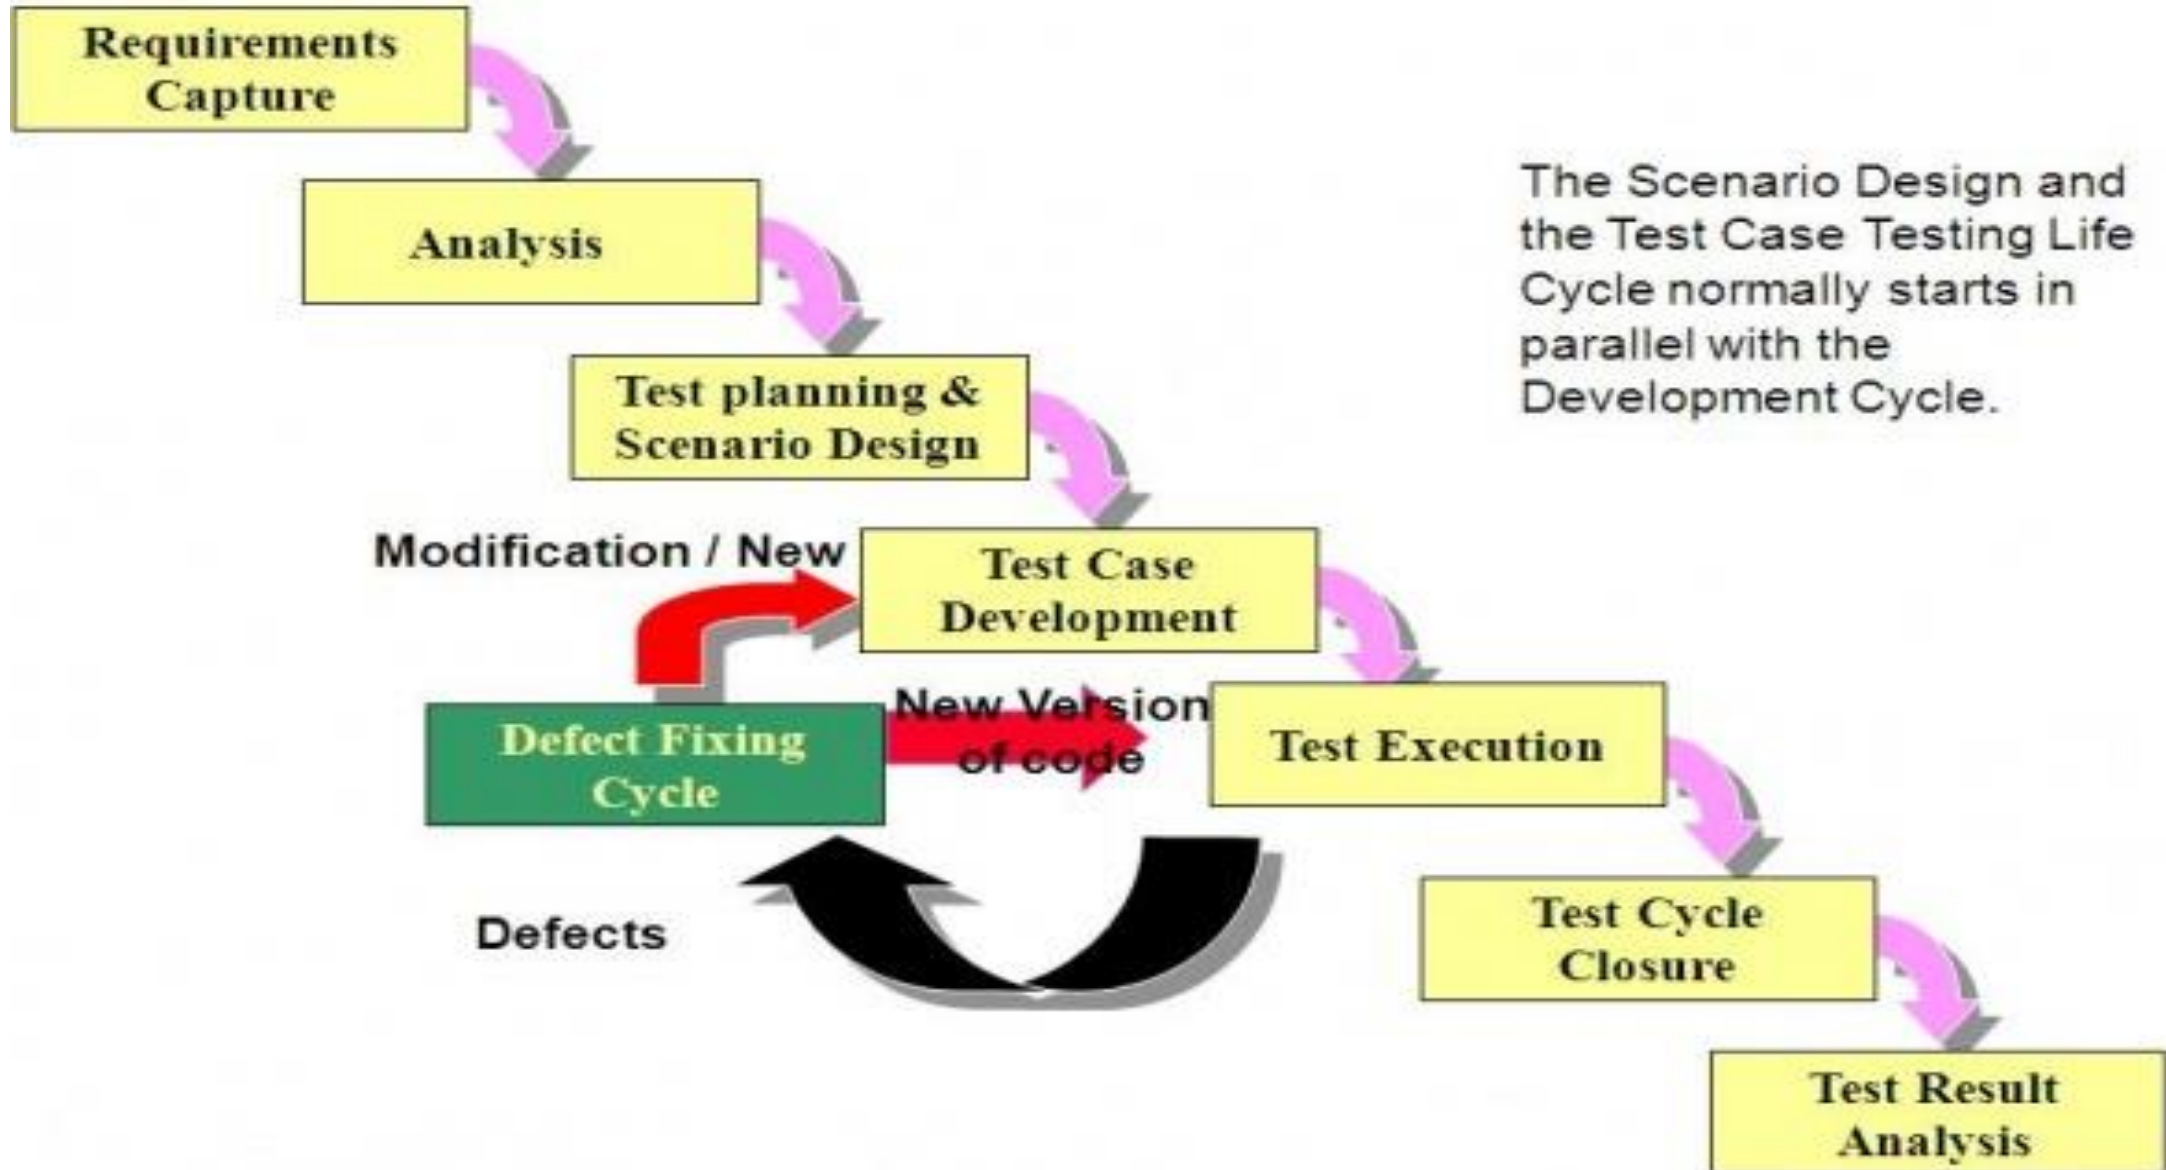 Requirements
Capture
Analysis
The Scenario Design and
the Test Case Testing Life
Cycle normally starts in
parallel with the
Development Cycle.
Test planning &
Scenario Design
Modification / New
Test Case
Development
Defect Fixing
Cycle
New Version
of code
Test Execution
Defects
Test Cycle
Closure
Test Result
Analysis